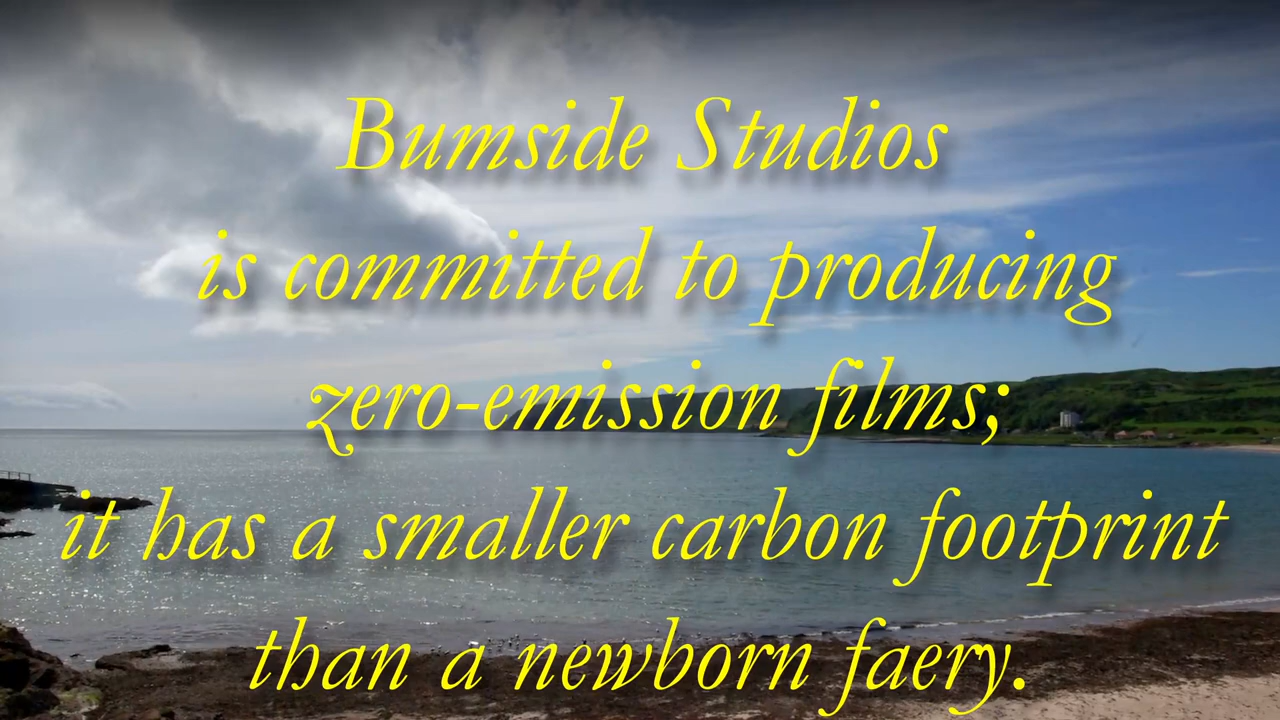 Bumside Studios
is committed to producing
zero-emission films;
it has a smaller carbon footprint
than a newborn faery.